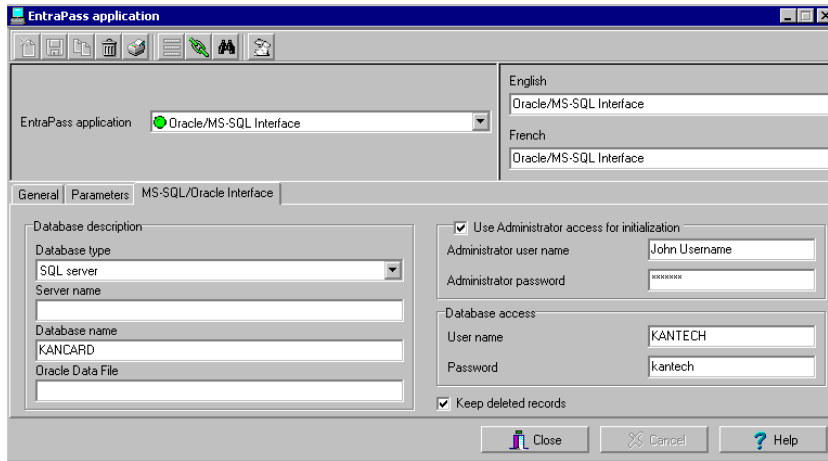 EntraPass application
English
Oracle/MS-SQL Interface
EntraPass application
Oracle/MS-SQL Interface
French
Oracle/MS-SQL Interface
General
Parameters
MS-SQL/Oracle Interface
Database description
Database type
SQL server
Server name
Database name
KANCARD
Oracle Data File
Use Administrator access for initialization
Administrator user name
John Username
Administrator password
*******
Database access
User name
KANTECH
Password
kantech
Keep deleted records
Close
Cancel
Help